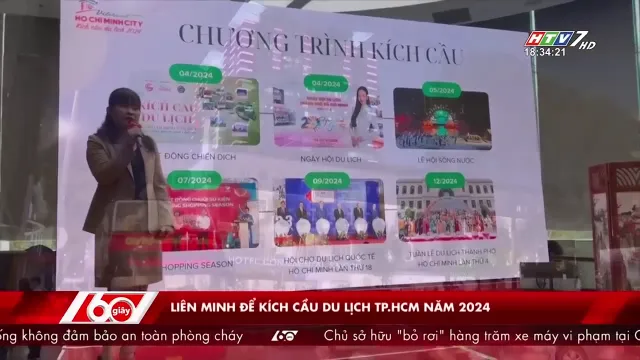 HO CHI MINH CITY
HTV7 HD
18:34:21
CHƯƠNG TRÌNH KÍCH CẦU
04/2024
04/2024
05/2024
KÍCH CẦU
DU LỊCH
ĐỘNG CHIẾN DỊCH
NGÀY HỘI DU LỊCH
LỄ HỘI SÔNG NƯỚC
07/2024
09/2024
12/2024
SHOPPING SEASON
HỘI CHỢ DU LỊCH QUỐC TẾ
HỒ CHÍ MINH LẦN THỨ 18
TUẦN LỄ DU LỊCH THÀNH PHỐ
HỒ CHÍ MINH LẦN THỨ 4
60 giây
LIÊN MINH ĐỂ KÍCH CẦU DU LỊCH TP.HCM NĂM 2024
ống không đảm bảo an toàn phòng cháy 60 Chủ sở hữu "bỏ rơi" hàng trăm xe máy vi phạm tại C